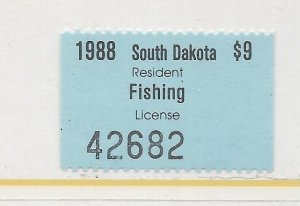 1988 South Dakota $9
Resident
Fishing
License
42682